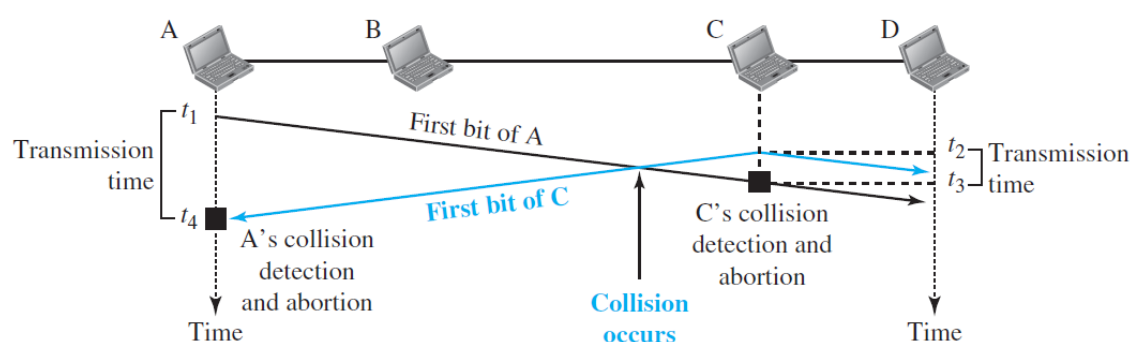 A
B
C
D
t1
First bit of A
Transmission
time
t2
Transmission
t3
time
First bit of C
t4
A's collision
detection
and abortion
C's collision
detection and
abortion
Collision
occurs
Time
Time